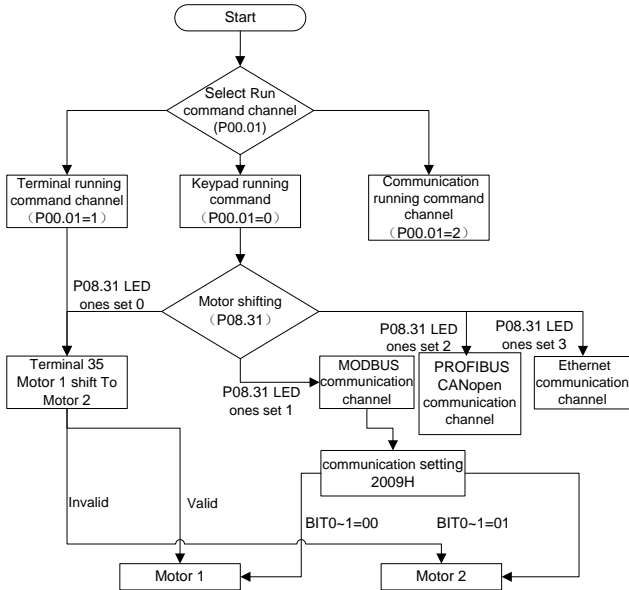 Start
Select Run
command channel
(P00.01)
Terminal running
command channel
（P00.01=1）
Keypad running
command
（P00.01=0）
Communication
running command
channel
（P00.01=2）
P08.31 LED
ones set 0
Motor shifting
（P08.31）
P08.31 LED
ones set 2
P08.31 LED
ones set 3
Terminal 35
Motor 1 shift To
Motor 2
P08.31 LED
ones set 1
MODBUS
communication
channel
PROFIBUS
CANopen
communication
channel
Ethernet
communication
channel
communication setting
2009H
Invalid
Valid
BIT0~1=00
BIT0~1=01
Motor 1
Motor 2